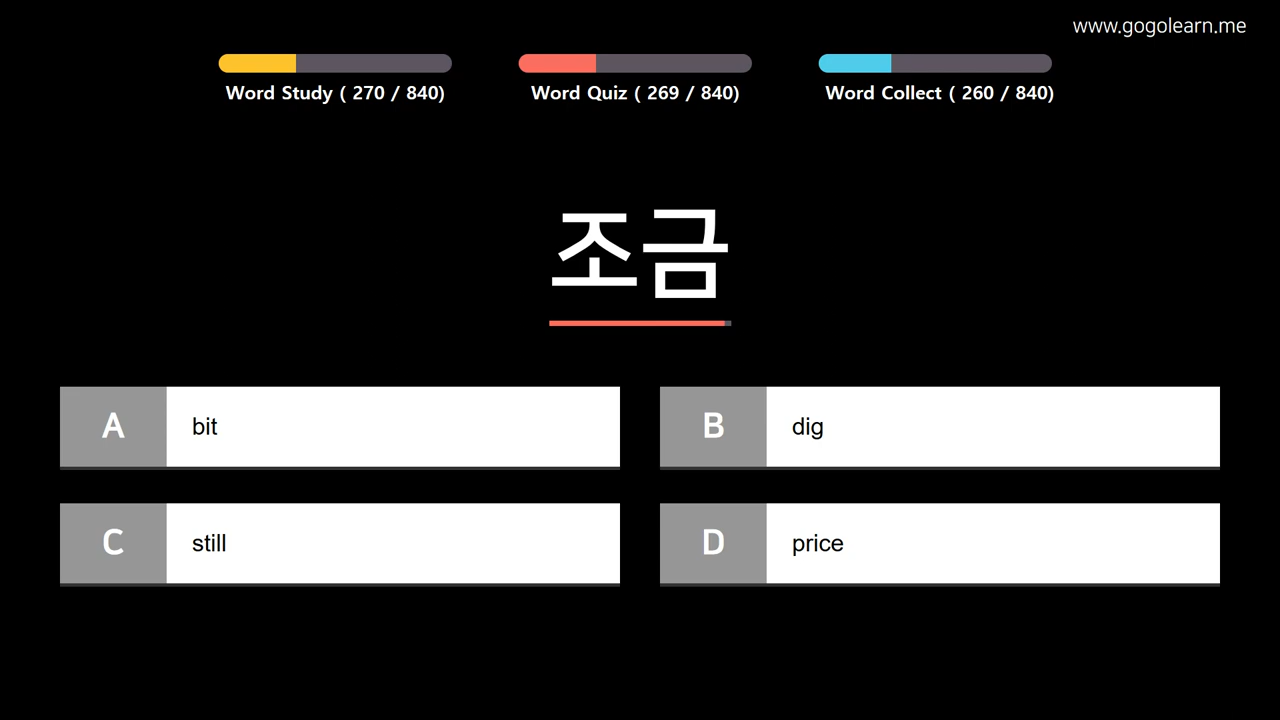 www.gogolearn.me
Word Study ( 270 / 840)
Word Quiz ( 269 / 840)
Word Collect ( 260 / 840)
조금
A bit
B dig
C still
D price